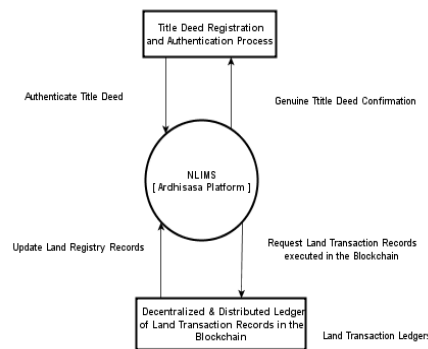 Title Deed Registration
and Authentication Process
Authenticate Title Deed
Genuine Ttitle Deed Confirmation
NLIMS
[ Ardhisasa Platform ]
Update Land Registry Records
Request Land Transaction Records
executed in the Blockchain
Decentralized & Distributed Ledger
of Land Transaction Records in the
Blockchain
Land Transaction Ledgers